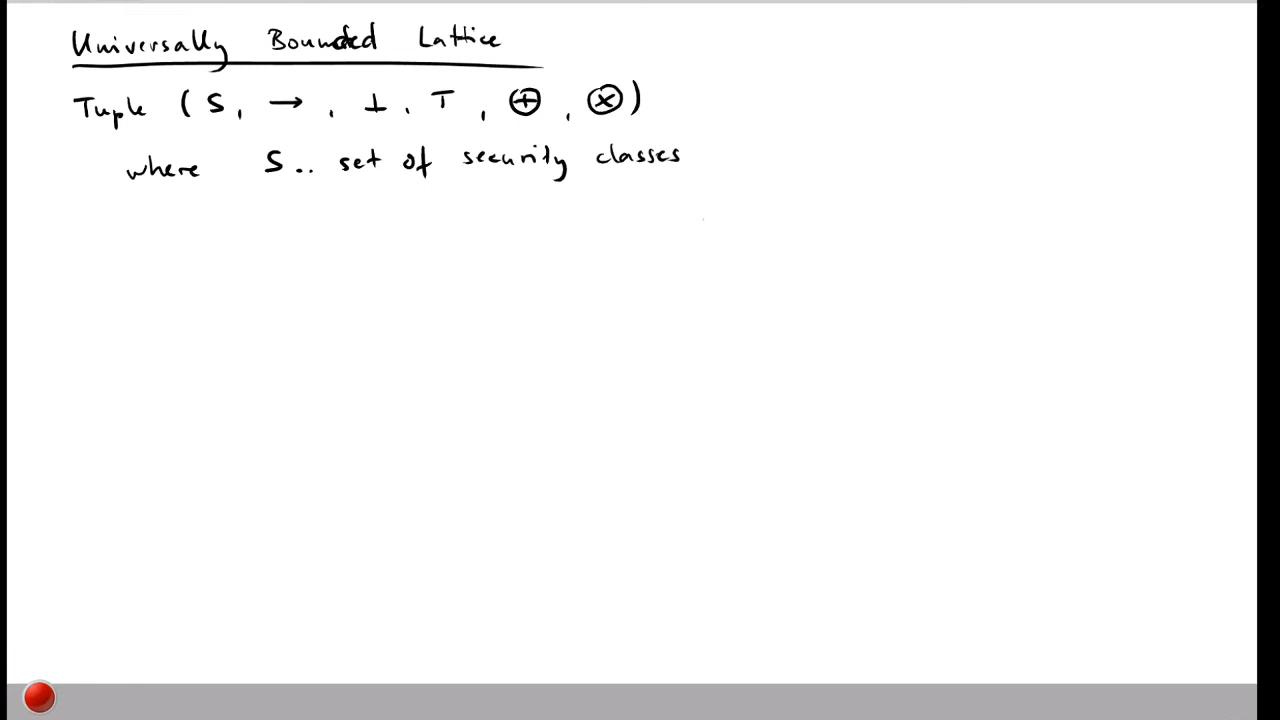 Universally Bounded Lattice
Tuple (S, →, ⊥, ⊤, ⊕, ⊗)
where S.. set of security classes